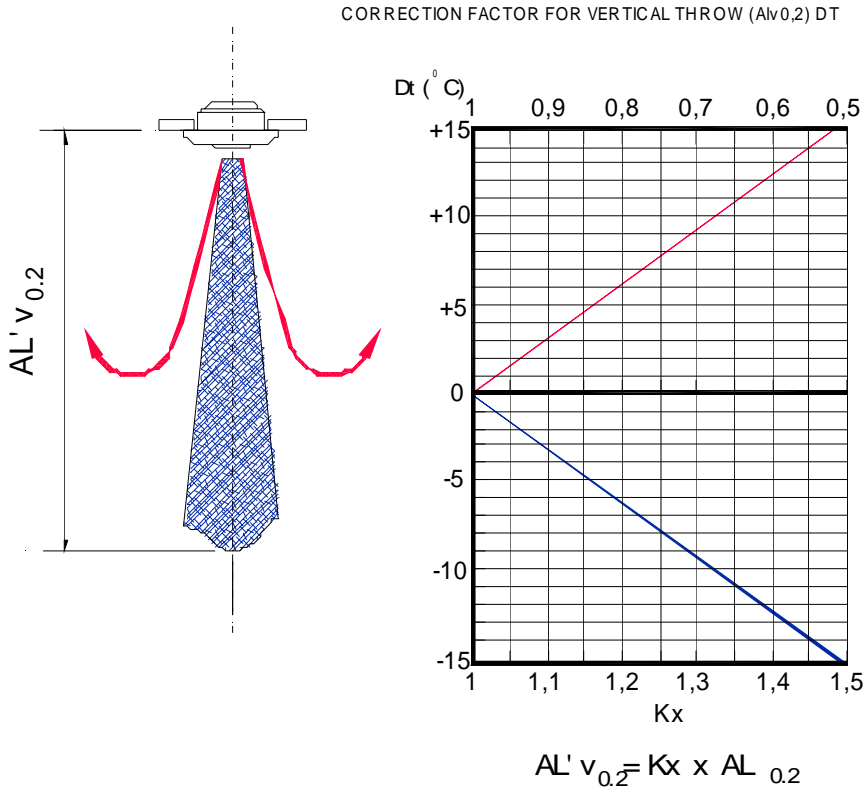 CORRECTION FACTOR FOR VERTICAL THROW (Alv0,2) DT
Dt (°C)
1 0,9 0,8 0,7 0,6 0,5
+15
+10
+5
0
-5
-10
-15
1 1,1 1,2 1,3 1,4 1,5
Kx
AL' v0.2
AL' v0.2= Kx x AL 0.2